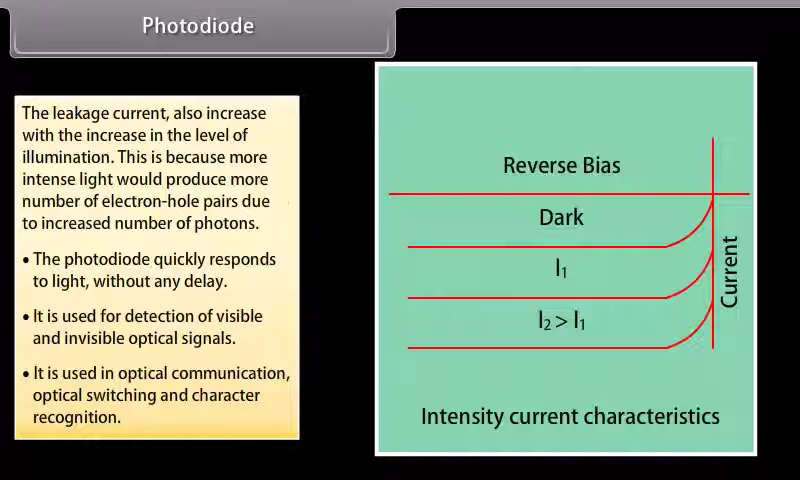 Photodiode
The leakage current, also increase
with the increase in the level of
illumination. This is because more
intense light would produce more
number of electron-hole pairs due
to increased number of photons.
• The photodiode quickly responds
to light, without any delay.
• It is used for detection of visible
and invisible optical signals.
• It is used in optical communication,
optical switching and character
recognition.
Reverse Bias
Dark
I₁
I₂ > I₁
Current
Intensity current characteristics